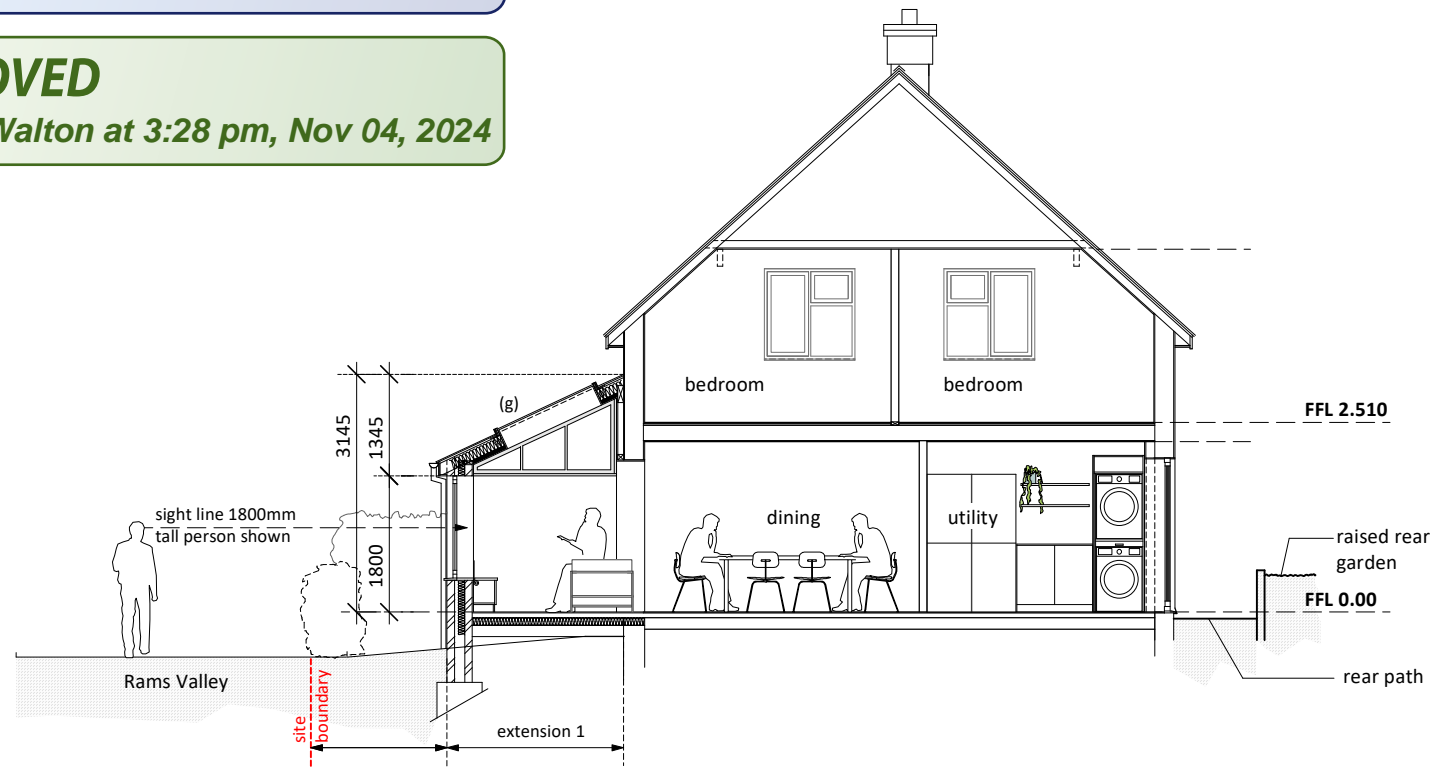 OVED
Walton at 3:28 pm, Nov 04, 2024
bedroom
bedroom
(g)
FFL 2.510
3145
1345
sight line 1800mm
tall person shown
dining
utility
1800
raised rear
garden
FFL 0.00
Rams Valley
rear path
site
boundary
extension 1